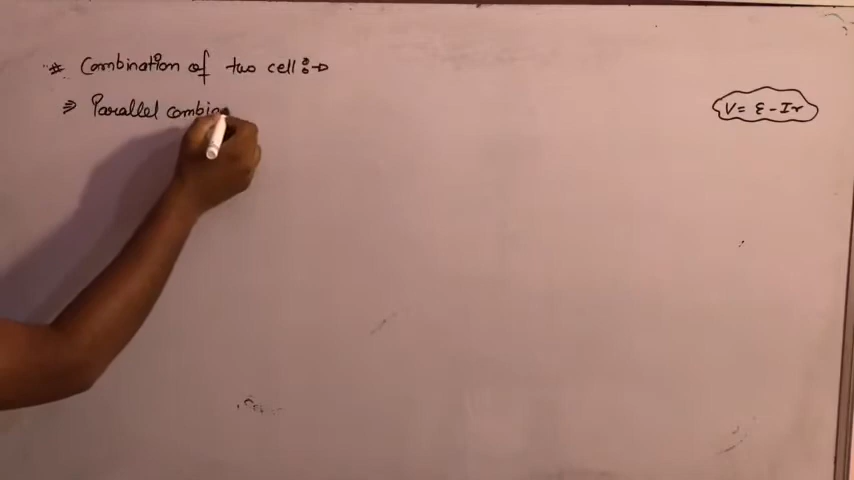 * Combination of two cell :→
⇛ Parallel combin
V = ε - Ir